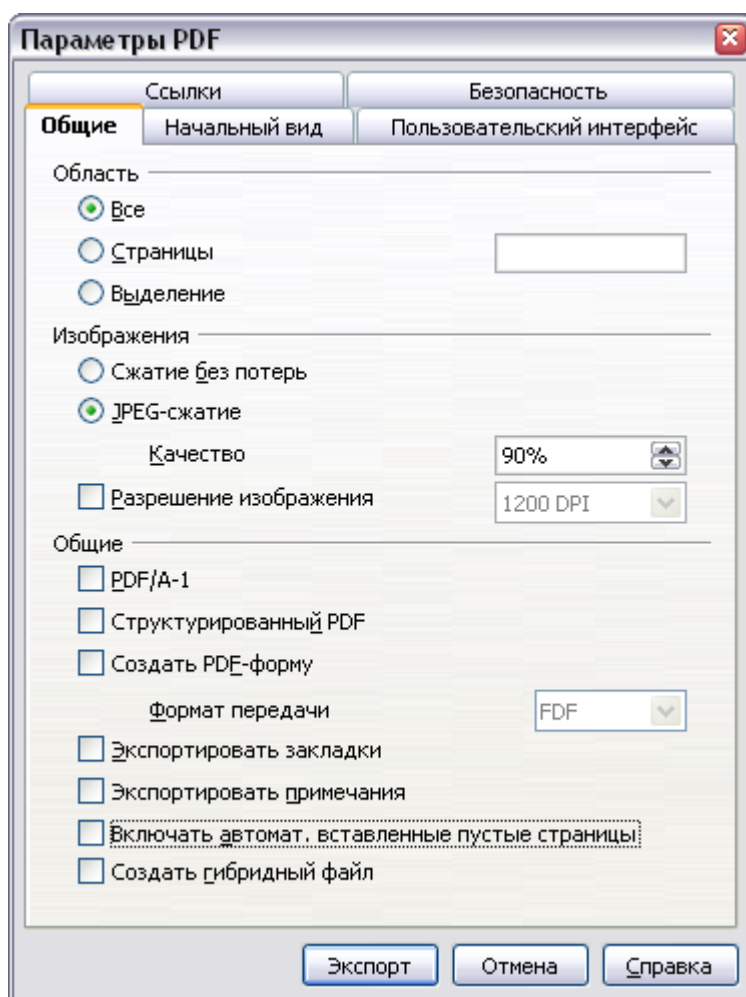 Параметры PDF
Ссылки Безопасность
Общие Начальный вид Пользовательский интерфейс
Область
Все
Страницы
Выделение
Изображения
Сжатие без потерь
JPEG-сжатие
Качество 90%
Разрешение изображения 1200 DPI
Общие
PDF/A-1
Структурированный PDF
Создать PDF-форму
Формат передачи FDF
Экспортировать закладки
Экспортировать примечания
Включать автомат. вставленные пустые страницы
Создать гибридный файл
Экспорт Отмена Справка